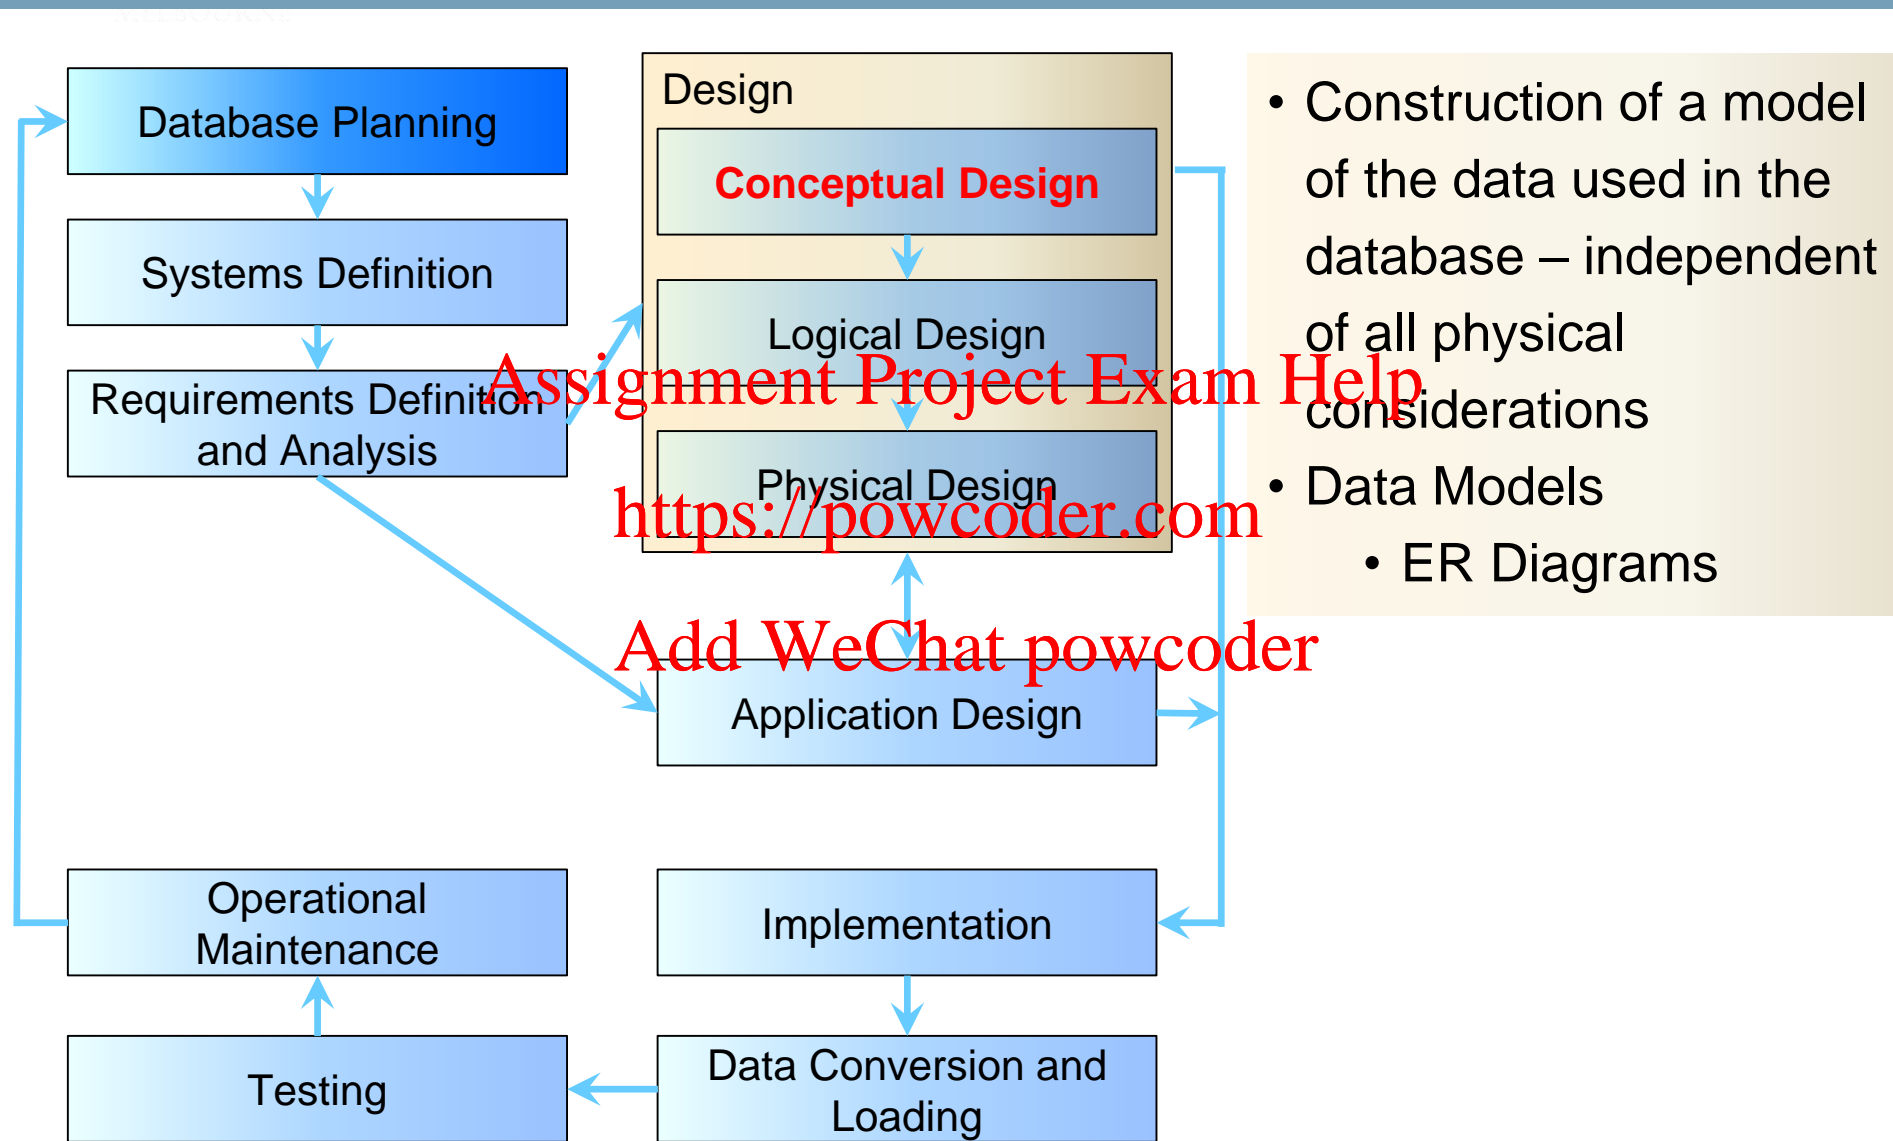 Database Planning
Systems Definition
Requirements Definition
and Analysis
Design
Conceptual Design
Logical Design
Physical Design
Application Design
Implementation
Data Conversion and
Loading
Testing
Operational
Maintenance
• Construction of a model
of the data used in the
database – independent
of all physical
considerations
• Data Models
• ER Diagrams
Assignment Project Exam Help
https://powcoder.com
Add WeChat powcoder